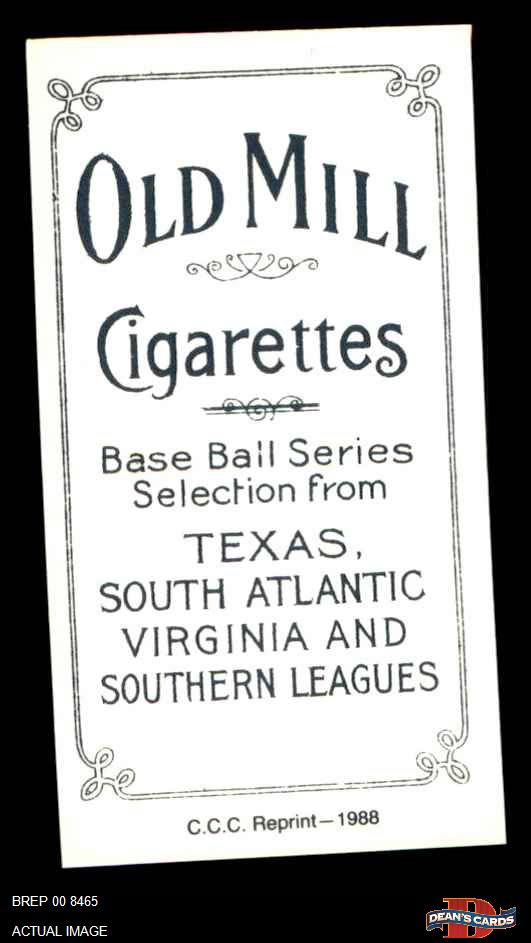 OLD MILL
Cigarettes
Base Ball Series
Selection from
TEXAS,
SOUTH ATLANTIC
VIRGINIA AND
SOUTHERN LEAGUES
C.C.C. Reprint—1988
BREP 00 8465
ACTUAL IMAGE
D
DEAN'S CARDS